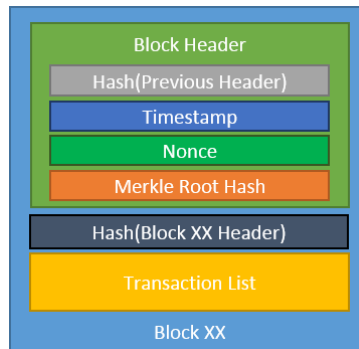 Block Header
Hash(Previous Header)
Timestamp
Nonce
Merkle Root Hash
Hash(Block XX Header)
Transaction List
Block XX